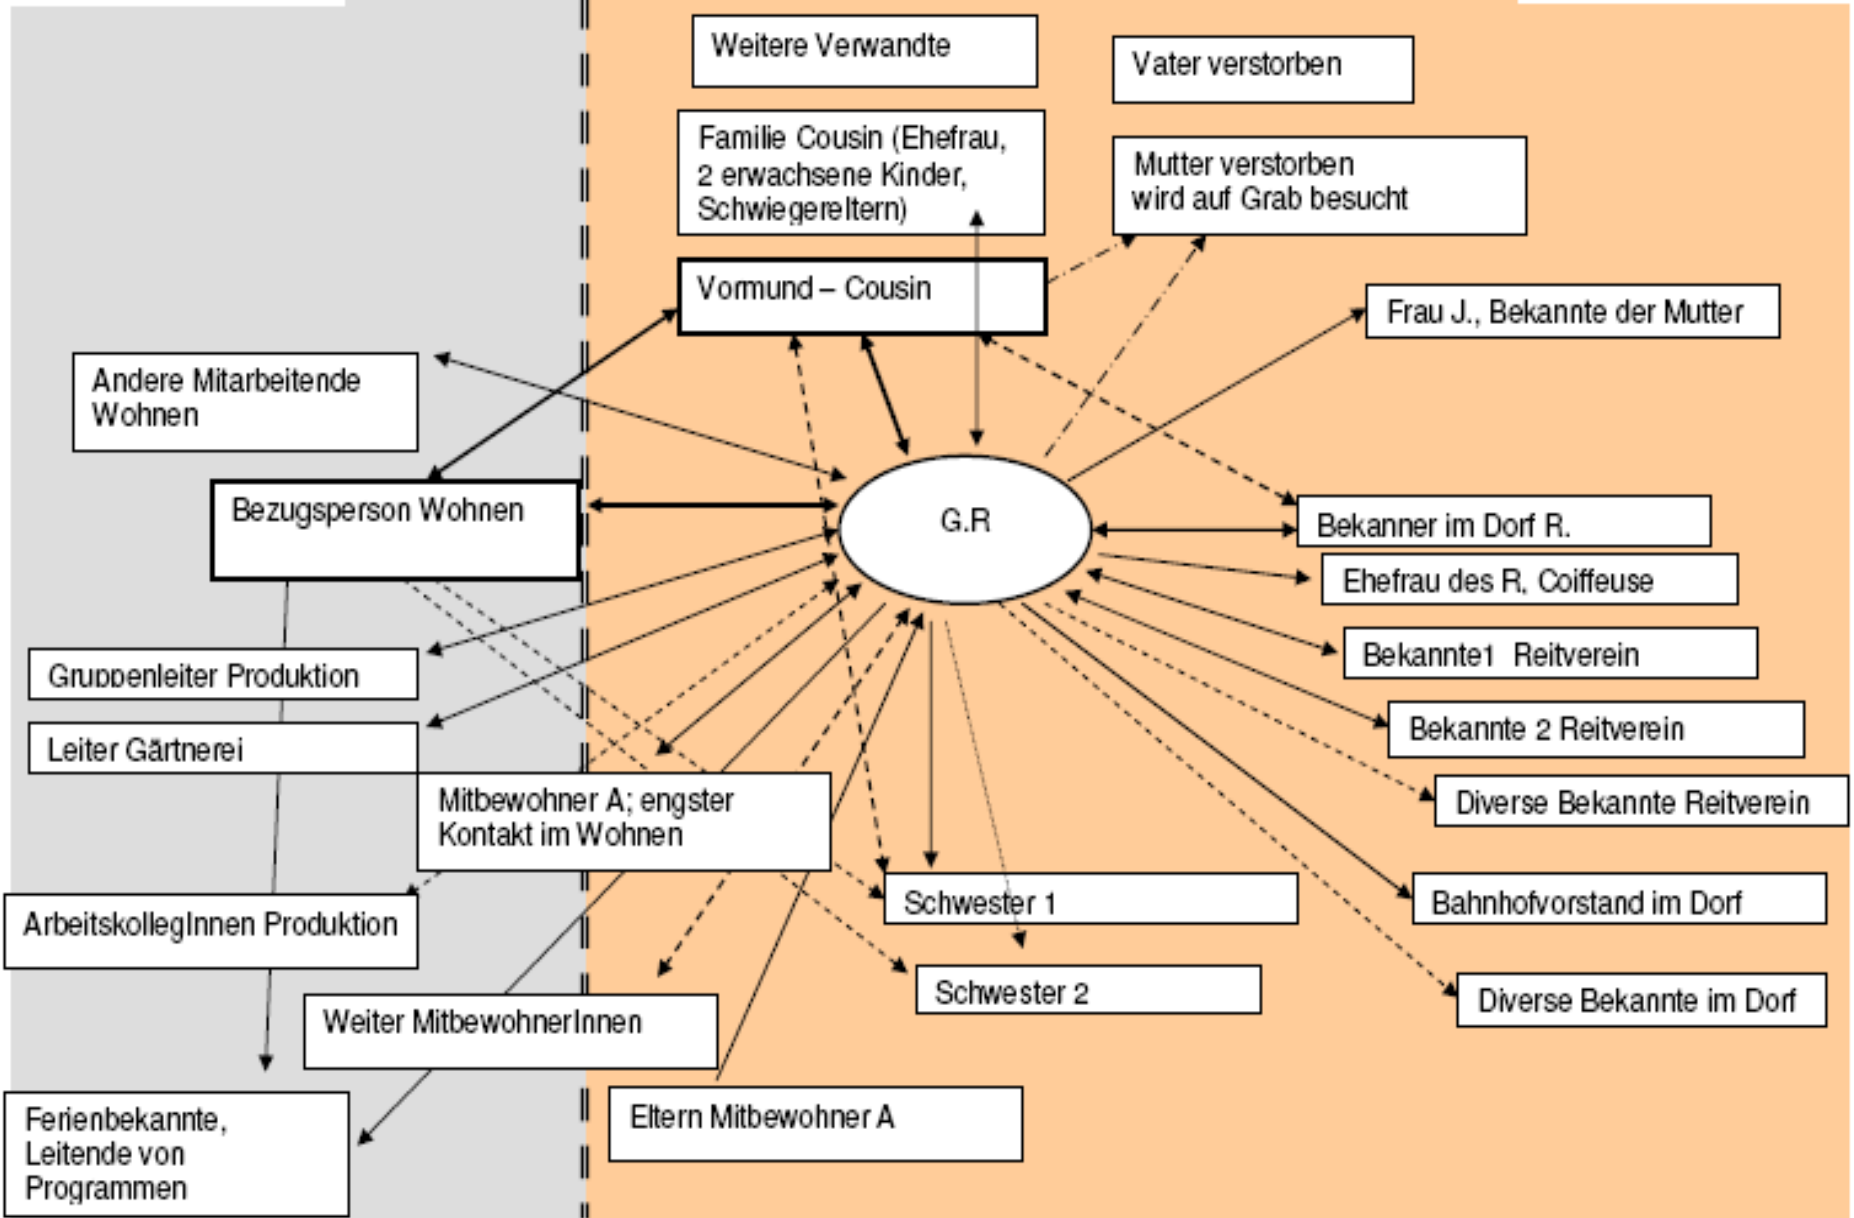 Weitere Verwandte
Vater verstorben
Familie Cousin (Ehefrau,
2 erwachsene Kinder,
Schwiegereltern)
Mutter verstorben
wird auf Grab besucht
Vormund – Cousin
Frau J., Bekannte der Mutter
Andere Mitarbeitende
Wohnen
Bezugsperson Wohnen
G.R
Bekanner im Dorf R.
Ehefrau des R, Coiffeuse
Bekannte1 Reitverein
Gruppenleiter Produktion
Bekannte 2 Reitverein
Leiter Gärtnerei
Mitbewohner A; engster
Kontakt im Wohnen
Diverse Bekannte Reitverein
Schwester 1
Bahnhofvorstand im Dorf
ArbeitskollegInnen Produktion
Schwester 2
Diverse Bekannte im Dorf
Weiter MitbewohnerInnen
Eltern Mitbewohner A
Ferienbekannte,
Leitende von
Programmen